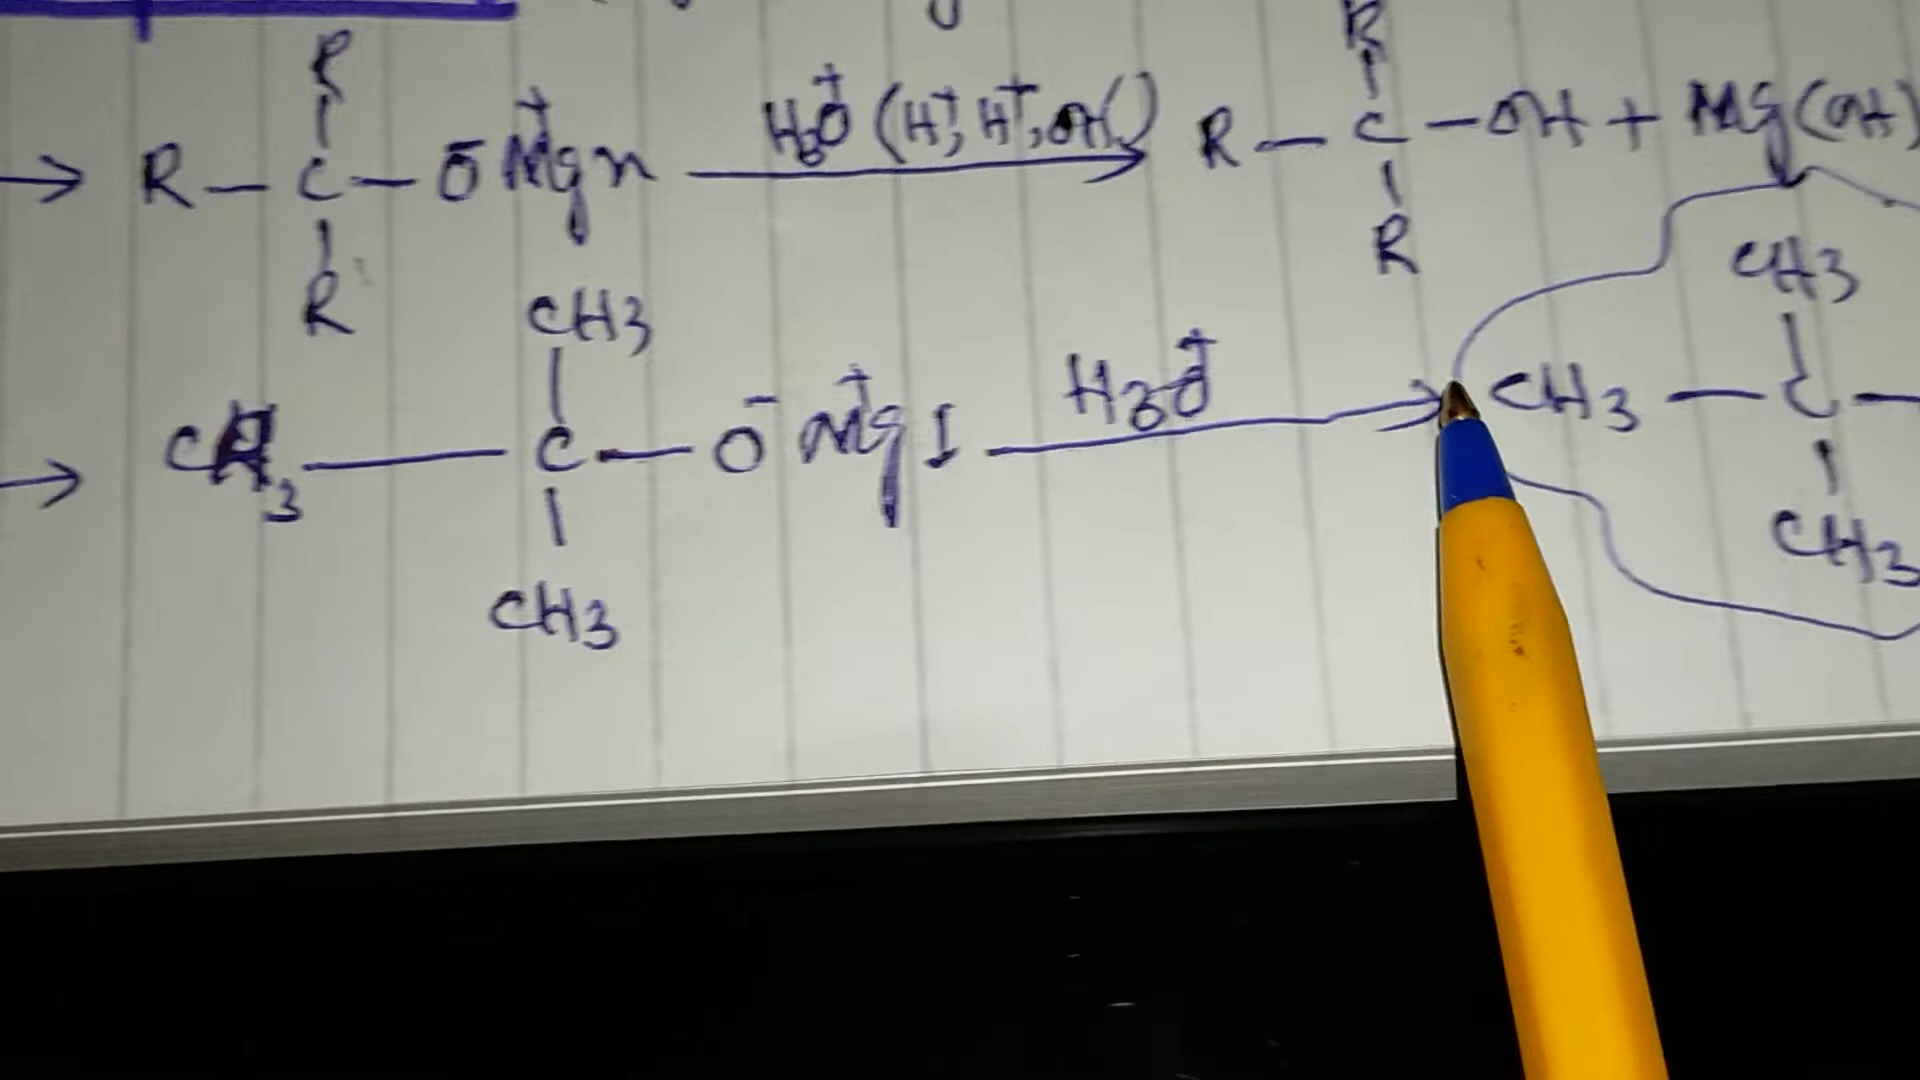 R R
→ R — C — O⁻ Mg⁺x —H₃O⁺ (H⁺, H⁺, OH⁻)→ R — C — OH + Mg(OH)
R R
CH3 CH3
→ CH3 — C — O⁻ Mg⁺ I —H3O⁺→ CH3 — C —
CH3 CH3